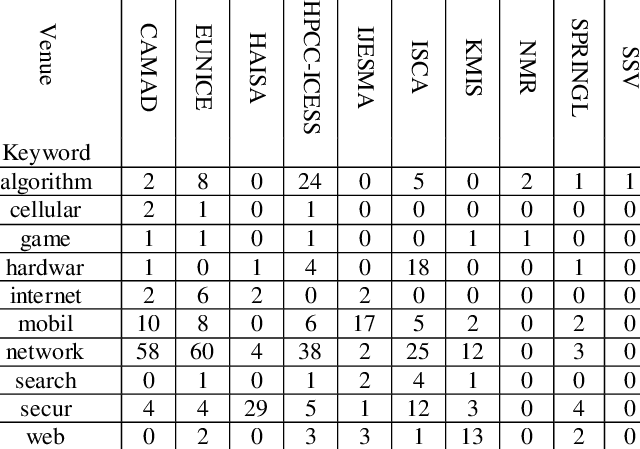 Venue CAMAD EUNICE HAISA HPCC-ICESS IJESMA ISCA KMIS NMR SPRINGL SSV
Keyword
algorithm 2 8 0 24 0 5 0 2 1 1
cellular 2 1 0 1 0 0 0 0 0 0
game 1 1 0 1 0 0 1 1 0 0
hardwar 1 0 1 4 0 18 0 0 1 0
internet 2 6 2 0 2 0 0 0 0 0
mobil 10 8 0 6 17 5 2 0 2 0
network 58 60 4 38 2 25 12 0 3 0
search 0 1 0 1 2 4 1 0 0 0
secur 4 4 29 5 1 12 3 0 4 0
web 0 2 0 3 3 1 13 0 2 0